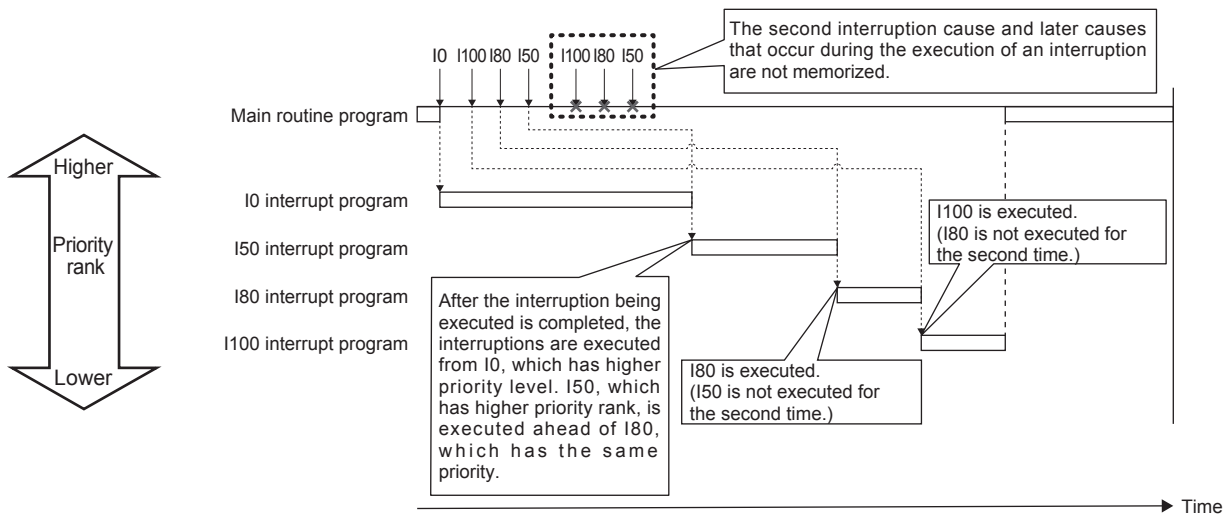 The second interruption cause and later causes
that occur during the execution of an interruption
are not memorized.
I0 I100 I80 I50 I100 I80 I50
Main routine program
Higher
Priority
rank
Lower
I0 interrupt program
I50 interrupt program
I80 interrupt program
I100 interrupt program
I100 is executed.
(I80 is not executed for
the second time.)
After the interruption being
executed is completed, the
interruptions are executed
from I0, which has higher
priority level. I50, which
has higher priority rank, is
executed ahead of I80,
which has the same
priority.
I80 is executed.
(I50 is not executed for
the second time.)
Time